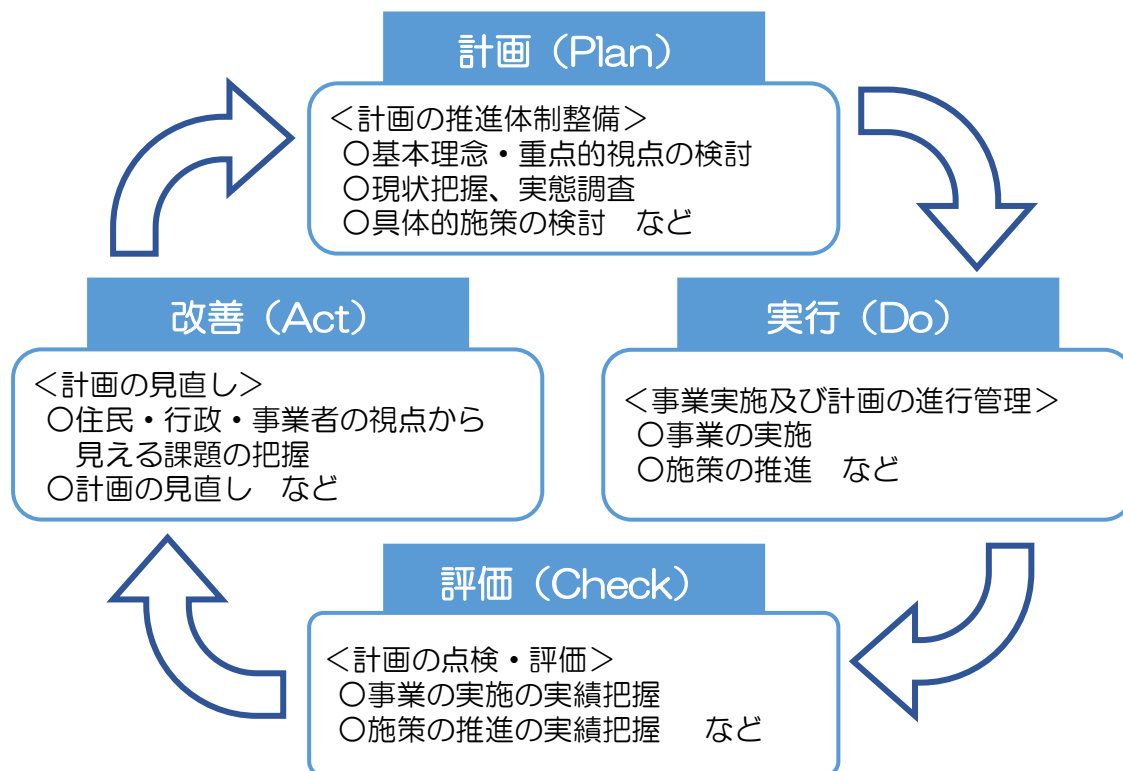 計画（Plan）
＜計画の推進体制整備＞
〇基本理念・重点的視点の検討
〇現状把握、実態調査
〇具体的施策の検討　など
実行（Do）
＜事業実施及び計画の進行管理＞
〇事業の実施
〇施策の推進　など
評価（Check）
＜計画の点検・評価＞
〇事業の実施の実績把握
〇施策の推進の実績把握　など
改善（Act）
＜計画の見直し＞
〇住民・行政・事業者の視点から
見える課題の把握
〇計画の見直し　など